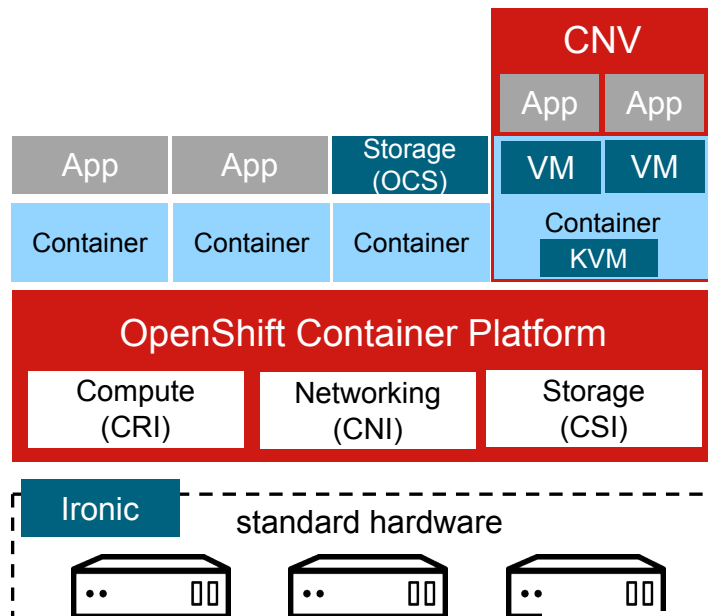 CNV
App App
App App Storage
(OCS) VM VM
Container Container Container Container
KVM
OpenShift Container Platform
Compute
(CRI) Networking
(CNI) Storage
(CSI)
Ironic
standard hardware